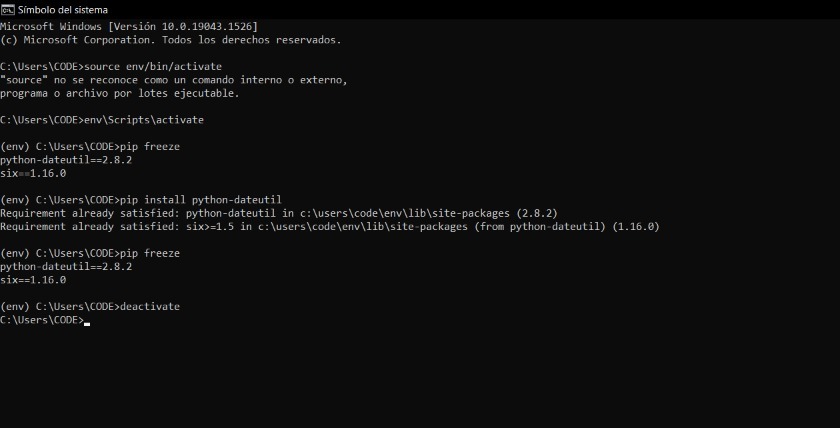 Símbolo del sistema
Microsoft Windows [Versión 10.0.19043.1526]
(c) Microsoft Corporation. Todos los derechos reservados.
C:\Users\CODE>source env/bin/activate
"source" no se reconoce como un comando interno o externo,
programa o archivo por lotes ejecutable.
C:\Users\CODE>env\Scripts\activate
(env) C:\Users\CODE>pip freeze
python-dateutil==2.8.2
six==1.16.0
(env) C:\Users\CODE>pip install python-dateutil
Requirement already satisfied: python-dateutil in c:\users\code\env\lib\site-packages (2.8.2)
Requirement already satisfied: six>=1.5 in c:\users\code\env\lib\site-packages (from python-dateutil) (1.16.0)
(env) C:\Users\CODE>pip freeze
python-dateutil==2.8.2
six==1.16.0
(env) C:\Users\CODE>deactivate
C:\Users\CODE>